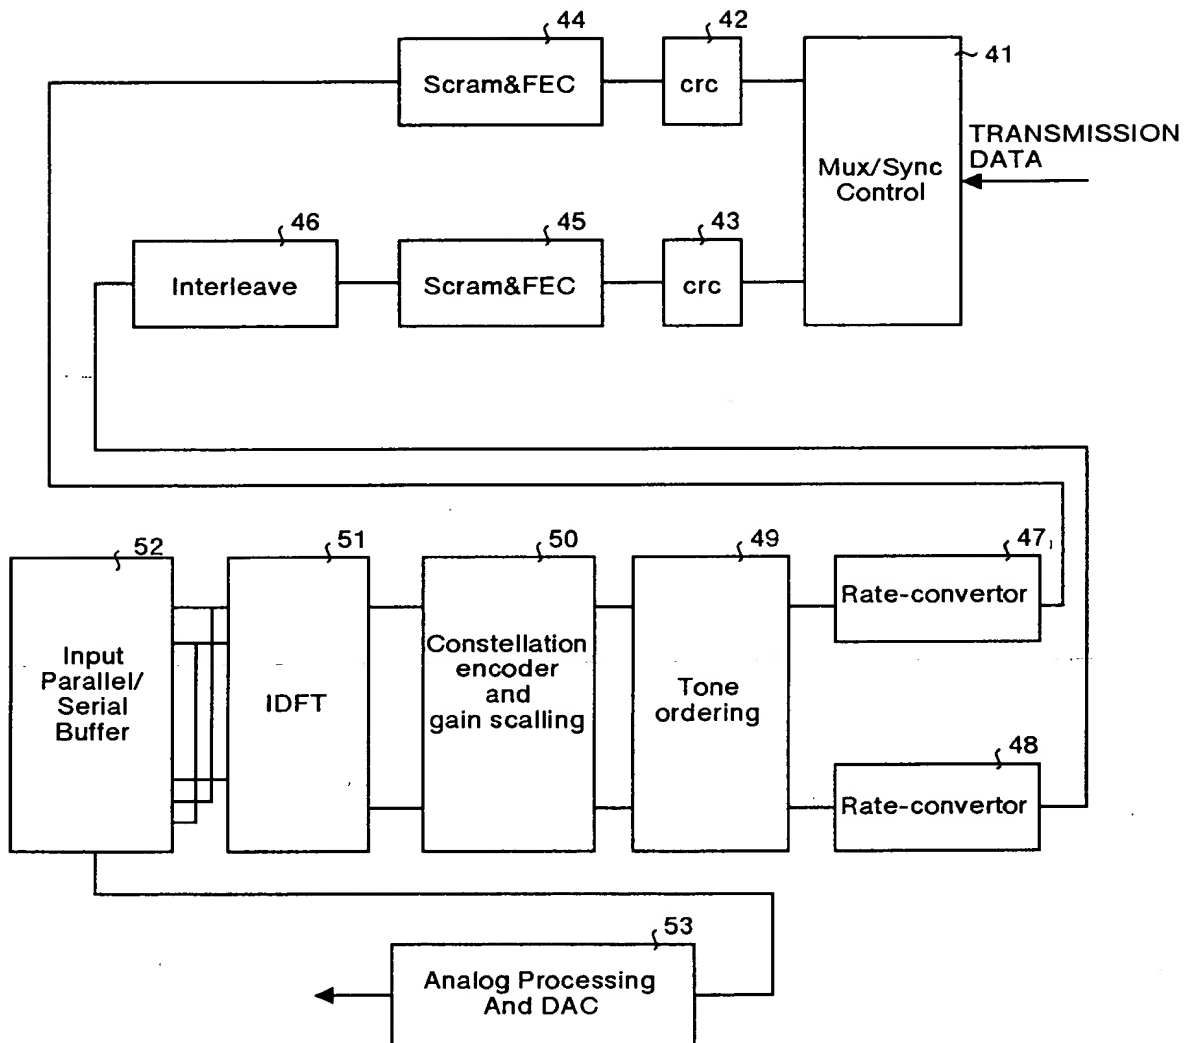 44
42
41
Scram&FEC
crc
TRANSMISSION
DATA
Mux/Sync
Control
46
45
43
Interleave
Scram&FEC
crc
52
51
50
49
47
Rate-convertor
Input
Parallel/
Serial
Buffer
IDFT
Constellation
encoder
and
gain scalling
Tone
ordering
48
Rate-convertor
53
Analog Processing
And DAC